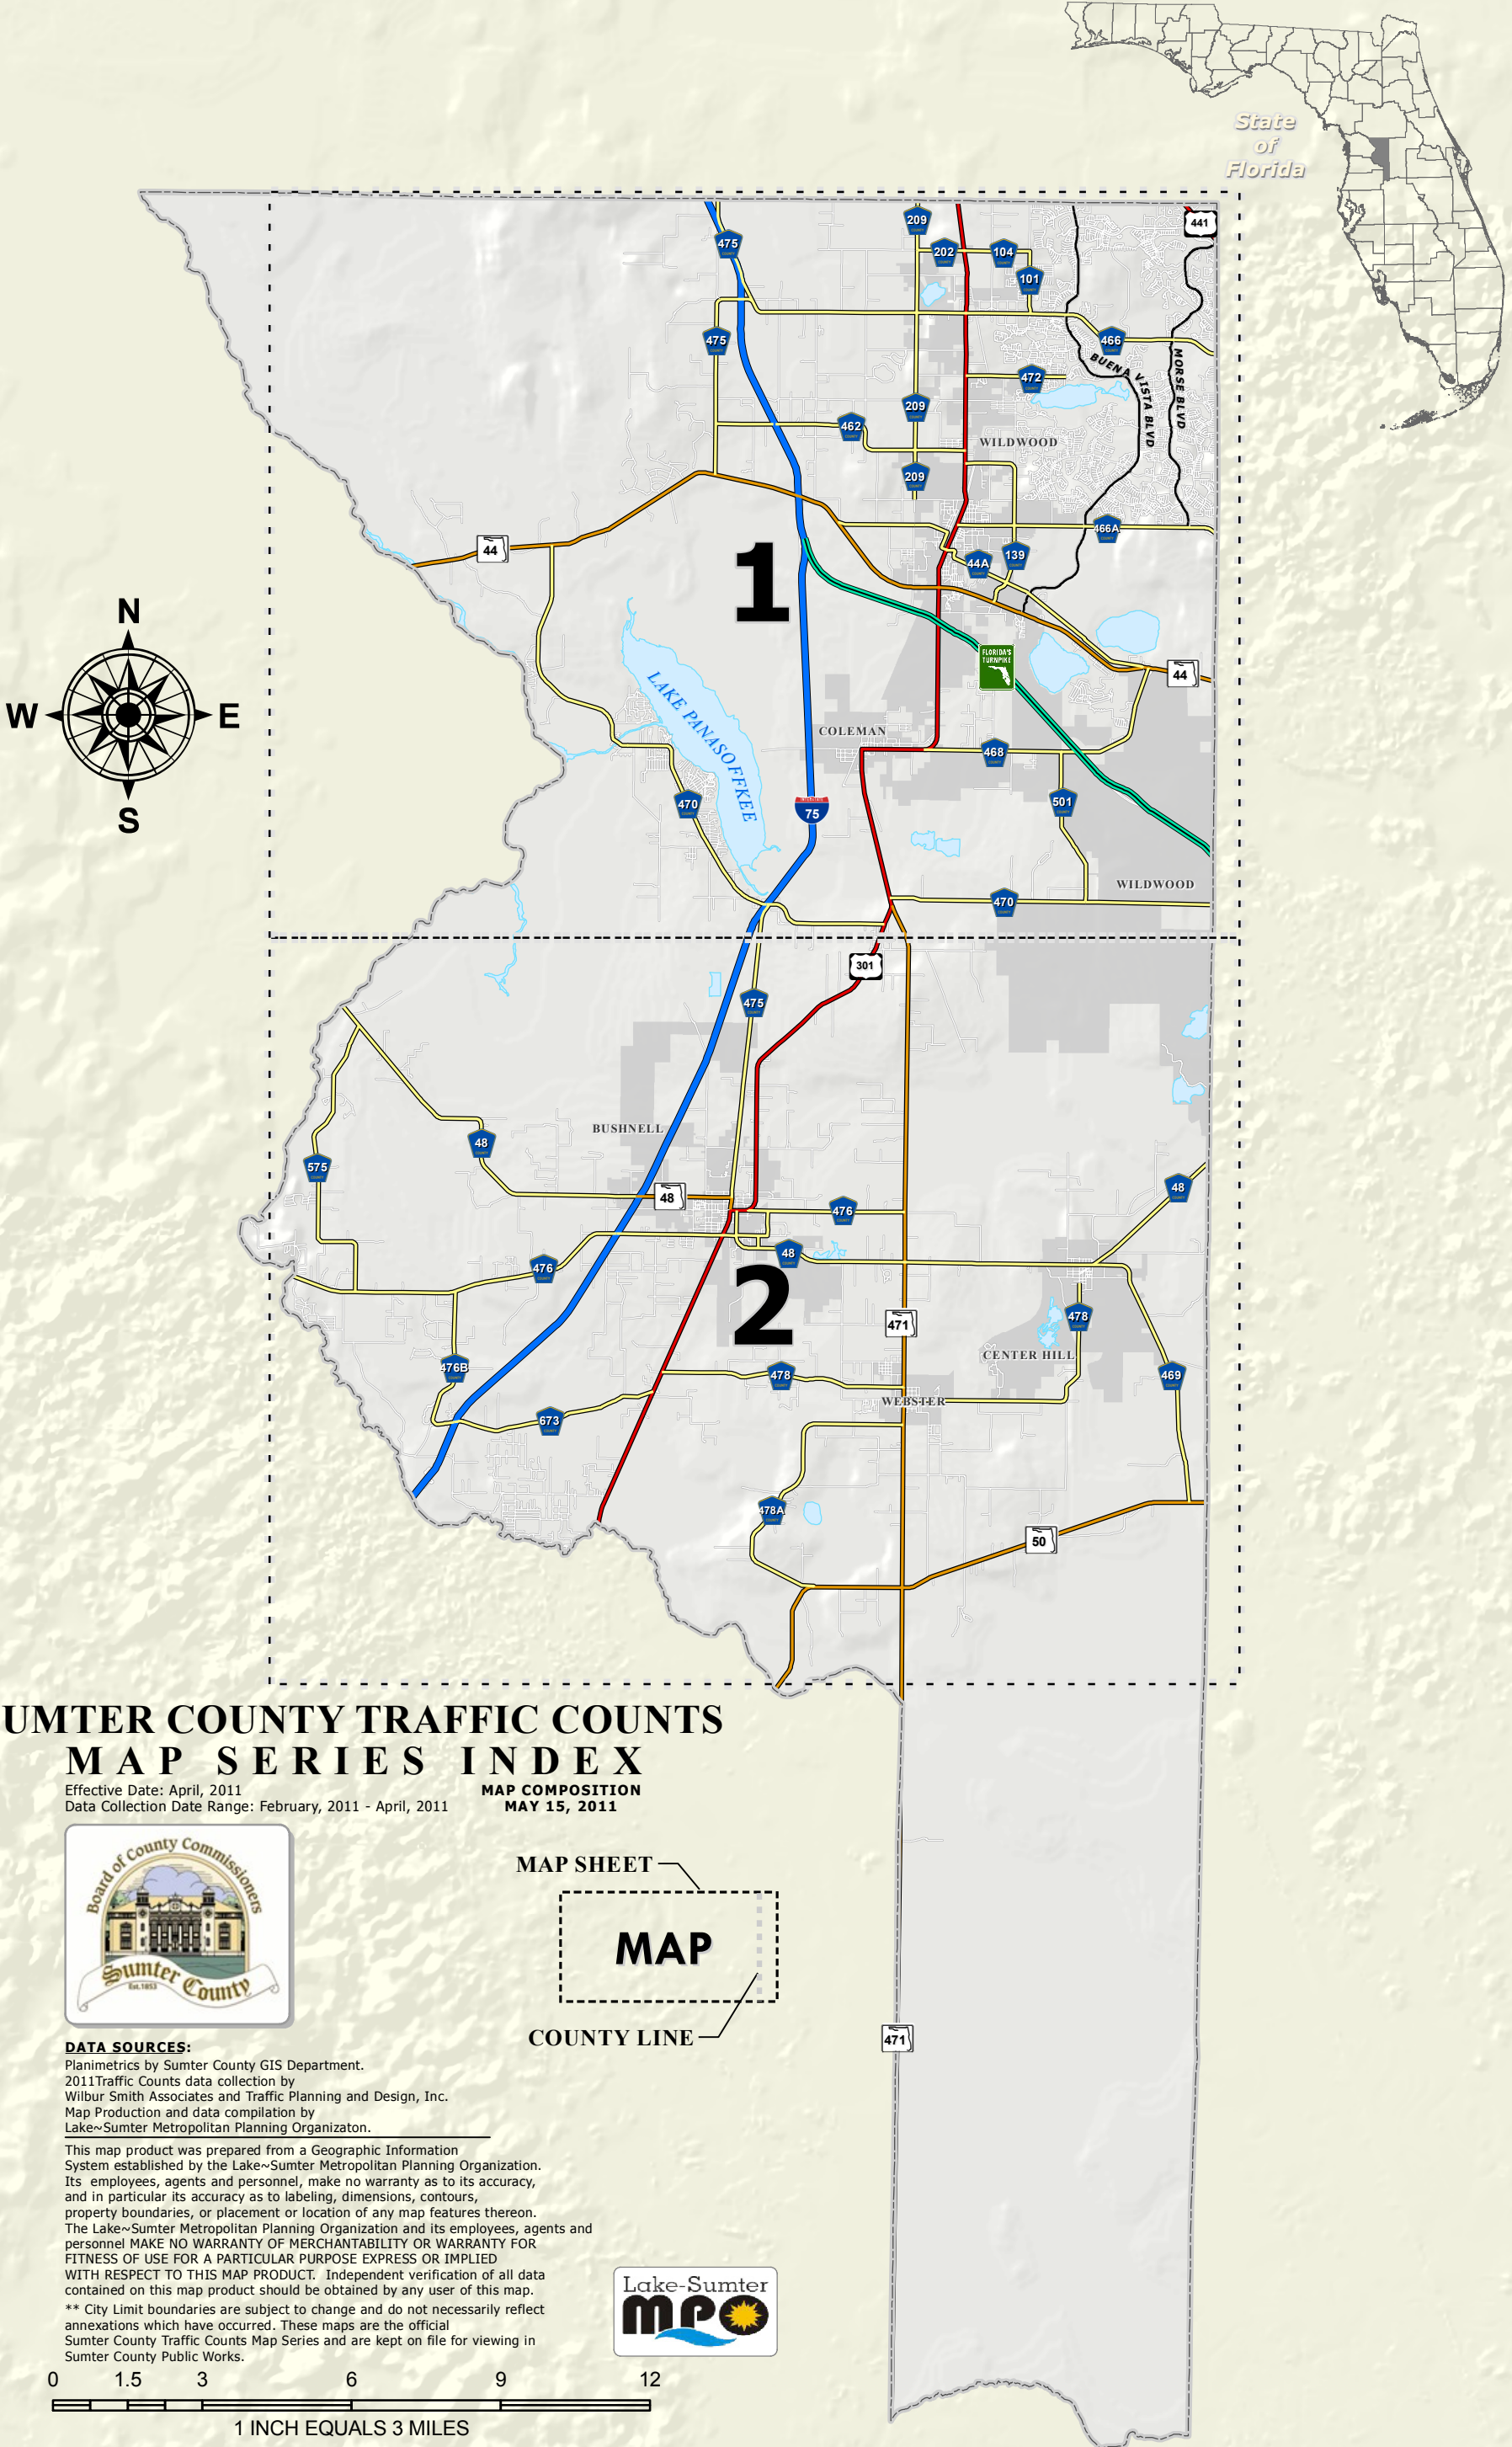 State
of
Florida
441
209
475
202
104
101
475
466
BUENA VISTA BLVD
MORSE BLVD
472
209
462
WILDWOOD
209
466A
44
1
44A
139
N
FLORIDA'S
TURNPIKE
44
LAKE PANASOFFKEE
W
E
COLEMAN
468
470
501
75
S
WILDWOOD
470
301
475
BUSHNELL
48
575
48
48
476
48
476
2
471
478
CENTER HILL
476B
478
469
WEBSTER
673
478A
50
UMTER COUNTY TRAFFIC COUNTS
MAP SERIES INDEX
Effective Date: April, 2011
Data Collection Date Range: February, 2011 - April, 2011
MAP COMPOSITION
MAY 15, 2011
Board of County Commissioners
Sumter County
Est.1853
MAP SHEET
MAP
COUNTY LINE
471
DATA SOURCES:
Planimetrics by Sumter County GIS Department.
2011Traffic Counts data collection by
Wilbur Smith Associates and Traffic Planning and Design, Inc.
Map Production and data compilation by
Lake~Sumter Metropolitan Planning Organizaton.
This map product was prepared from a Geographic Information
System established by the Lake~Sumter Metropolitan Planning Organization.
Its employees, agents and personnel, make no warranty as to its accuracy,
and in particular its accuracy as to labeling, dimensions, contours,
property boundaries, or placement or location of any map features thereon.
The Lake~Sumter Metropolitan Planning Organization and its employees, agents and
personnel MAKE NO WARRANTY OF MERCHANTABILITY OR WARRANTY FOR
FITNESS OF USE FOR A PARTICULAR PURPOSE EXPRESS OR IMPLIED
WITH RESPECT TO THIS MAP PRODUCT. Independent verification of all data
contained on this map product should be obtained by any user of this map.
** City Limit boundaries are subject to change and do not necessarily reflect
annexations which have occurred. These maps are the official
Sumter County Traffic Counts Map Series and are kept on file for viewing in
Sumter County Public Works.
Lake-Sumter
MPO
0 1.5 3 6 9 12
1 INCH EQUALS 3 MILES